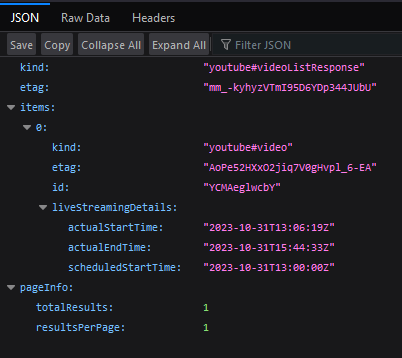 JSON Raw Data Headers
Save Copy Collapse All Expand All Filter JSON
kind: "youtube#videoListResponse"
etag: "mm_-kyhyzVTmI95D6YDp344JUbU"
items:
0:
kind: "youtube#video"
etag: "AoPe52HXxO2jiq7V0gHvpl_6-EA"
id: "YCMAeglwcbY"
liveStreamingDetails:
actualStartTime: "2023-10-31T13:06:19Z"
actualEndTime: "2023-10-31T15:44:33Z"
scheduledStartTime: "2023-10-31T13:00:00Z"
pageInfo:
totalResults: 1
resultsPerPage: 1